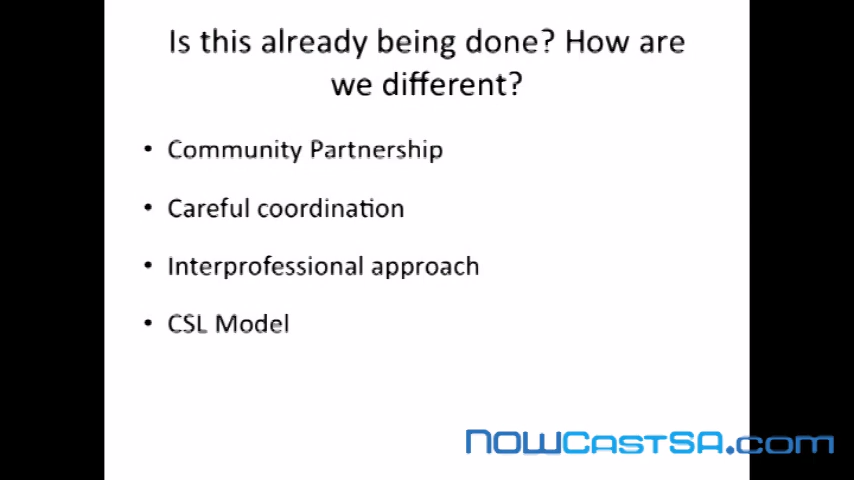 Is this already being done? How are
we different?
• Community Partnership
• Careful coordination
• Interprofessional approach
• CSL Model
NOWCASTSA.com